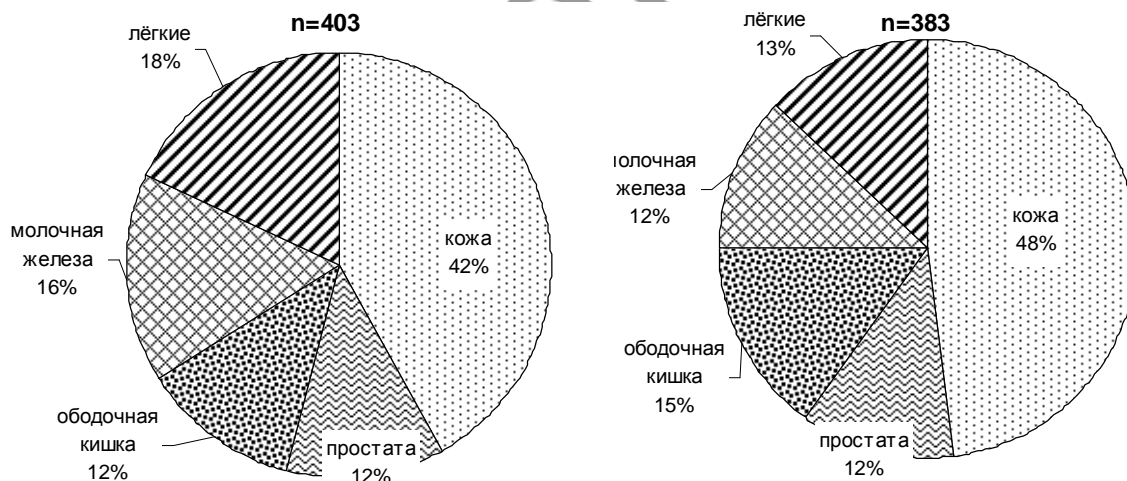 n=403
лёгкие
18%
кожа
42%
молочная
железа
16%
ободочная
кишка
12%
простата
12%
n=383
лёгкие
13%
железа
12%
кожа
48%
ободочная
кишка
15%
простата
12%